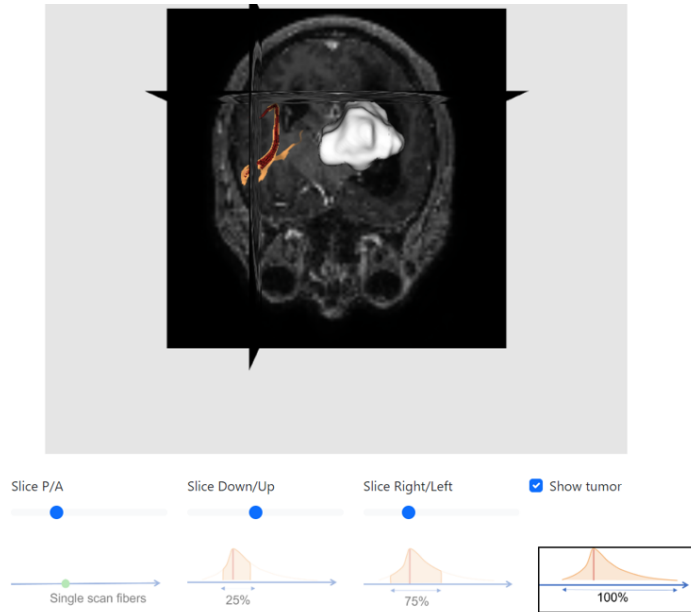 Slice P/A
Slice Down/Up
Slice Right/Left
Show tumor
Single scan fibers
25%
75%
100%